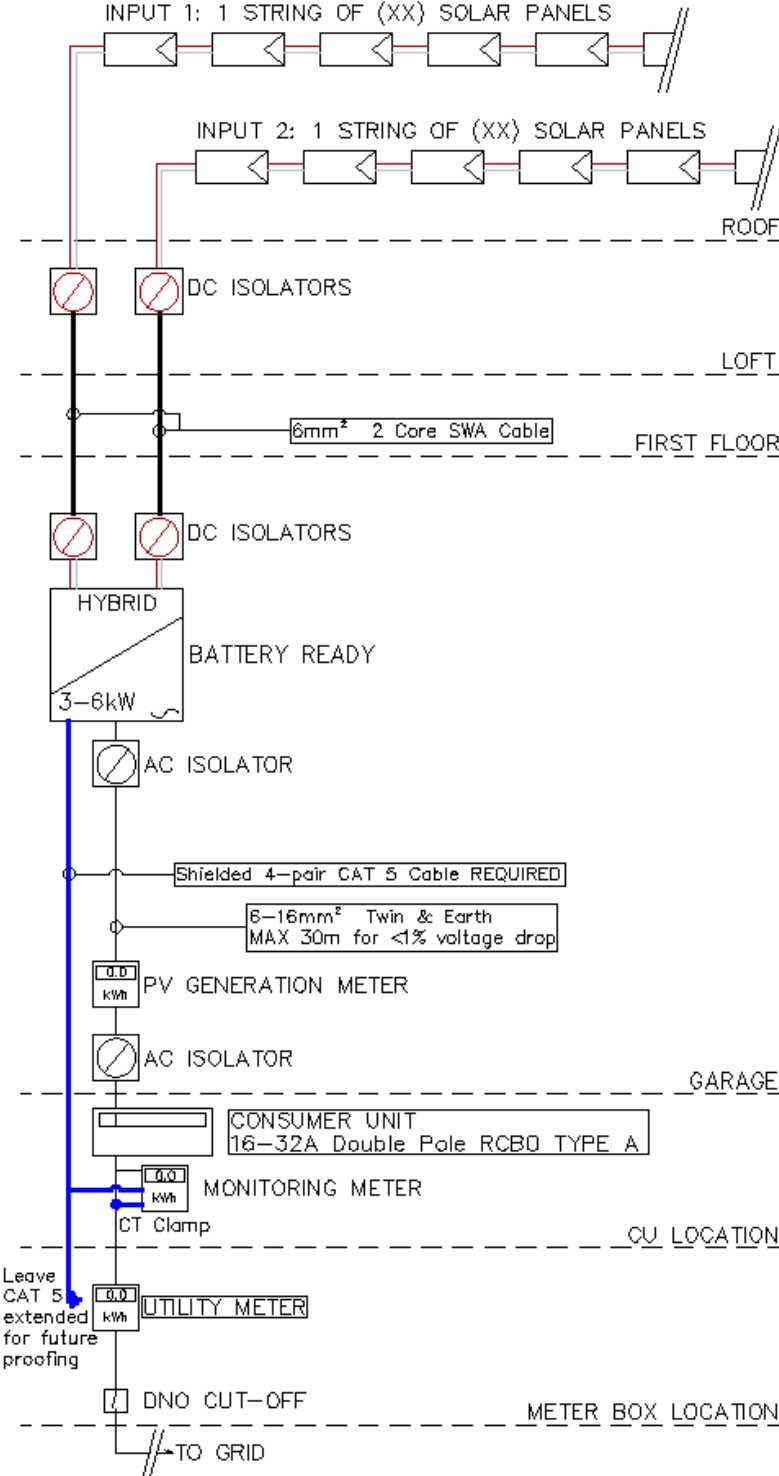 INPUT 1: 1 STRING OF (XX) SOLAR PANELS
INPUT 2: 1 STRING OF (XX) SOLAR PANELS
ROOF
DC ISOLATORS
LOFT
6mm² 2 Core SWA Cable
FIRST FLOOR
DC ISOLATORS
HYBRID
BATTERY READY
3-6kW
AC ISOLATOR
Shielded 4-pair CAT 5 Cable REQUIRED
6-16mm² Twin & Earth
MAX 30m for <1% voltage drop
0.0
kWh
PV GENERATION METER
AC ISOLATOR
GARAGE
CONSUMER UNIT
16-32A Double Pole RCBO TYPE A
0.0
kWh
MONITORING METER
CT Clamp
CU LOCATION
Leave
CAT 5
extended
for future
proofing
0.0
kWh
UTILITY METER
DNO CUT-OFF
METER BOX LOCATION
TO GRID